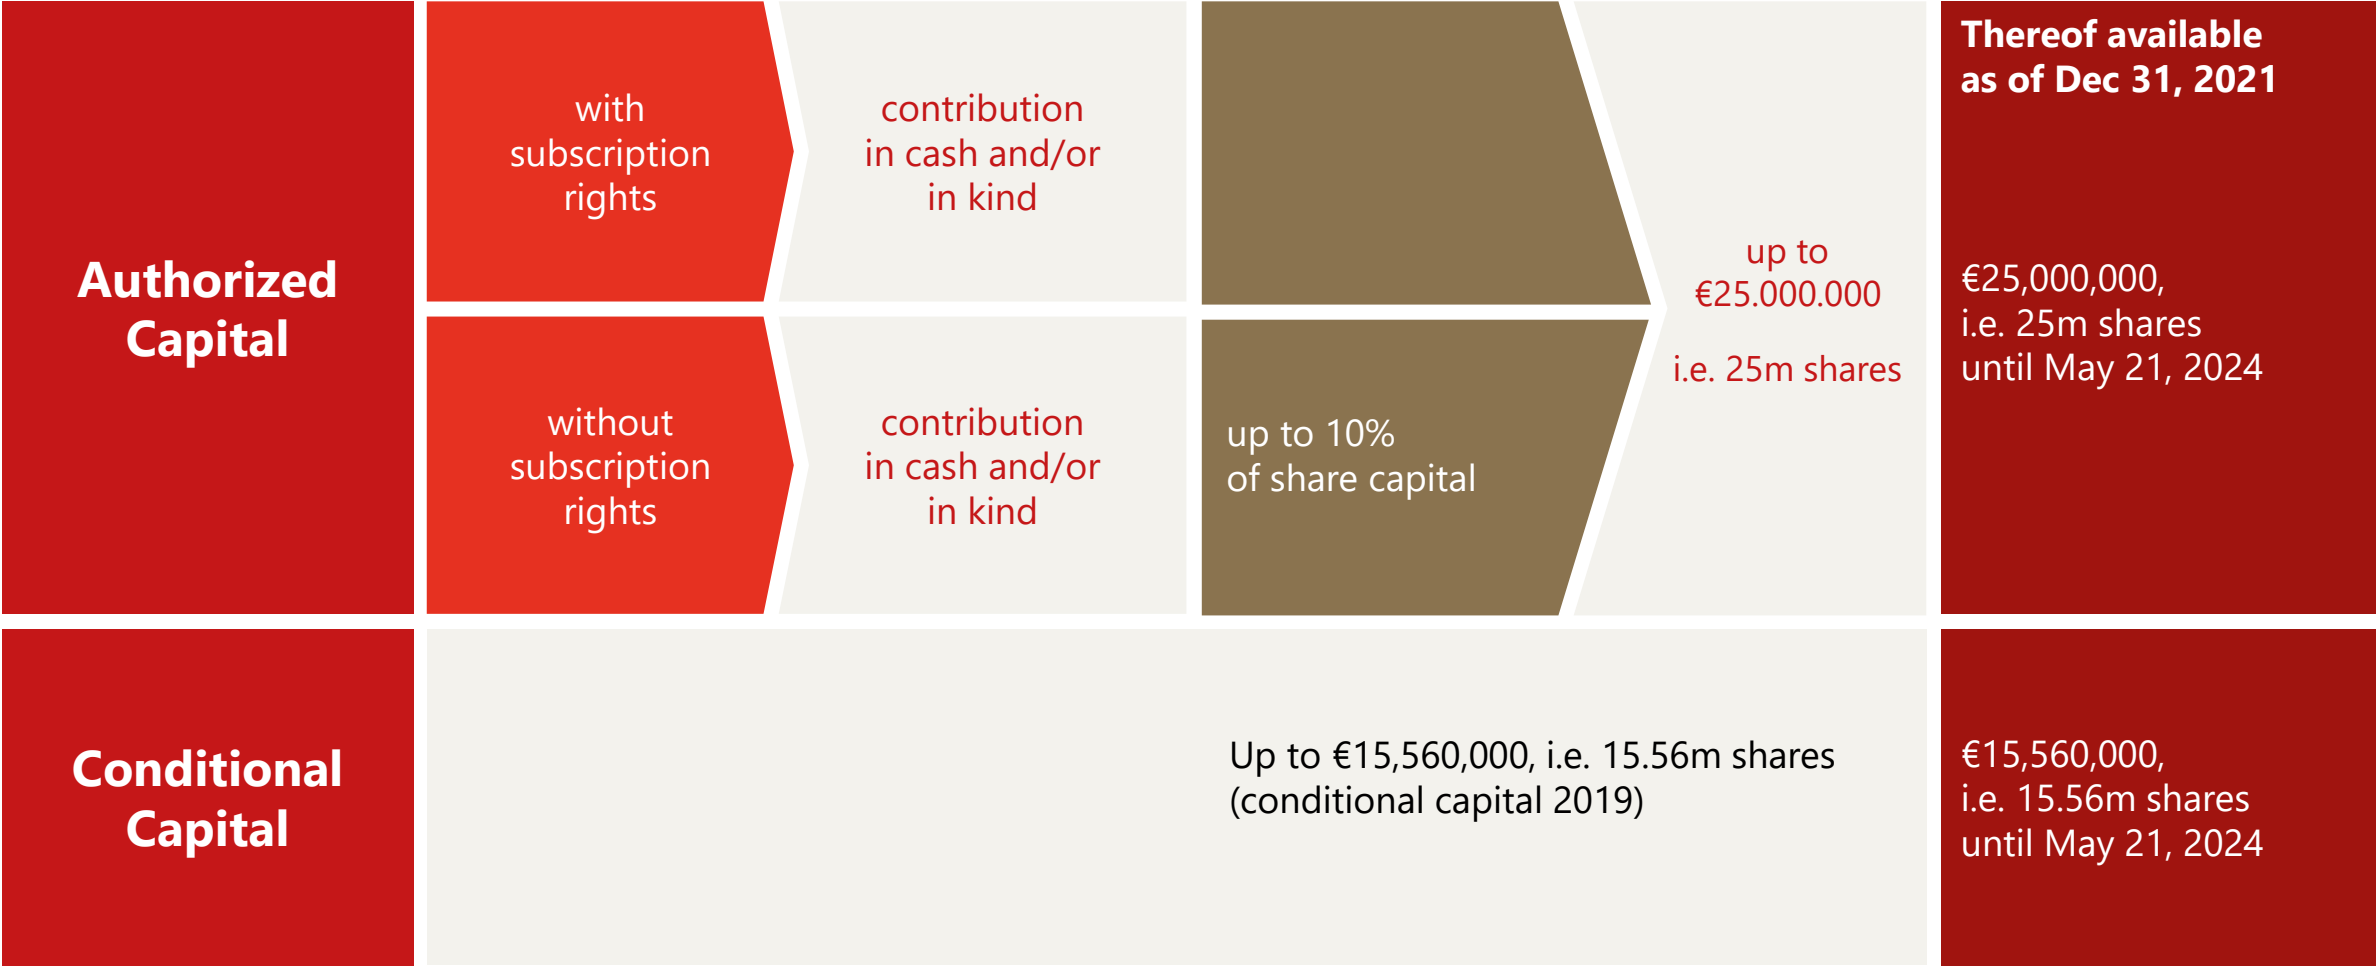 Authorized
Capital
with
subscription
rights
contribution
in cash and/or
in kind
without
subscription
rights
contribution
in cash and/or
in kind
up to 10%
of share capital
up to
€25.000.000
i.e. 25m shares
Thereof available
as of Dec 31, 2021
€25,000,000,
i.e. 25m shares
until May 21, 2024
Conditional
Capital
Up to €15,560,000, i.e. 15.56m shares
(conditional capital 2019)
€15,560,000,
i.e. 15.56m shares
until May 21, 2024